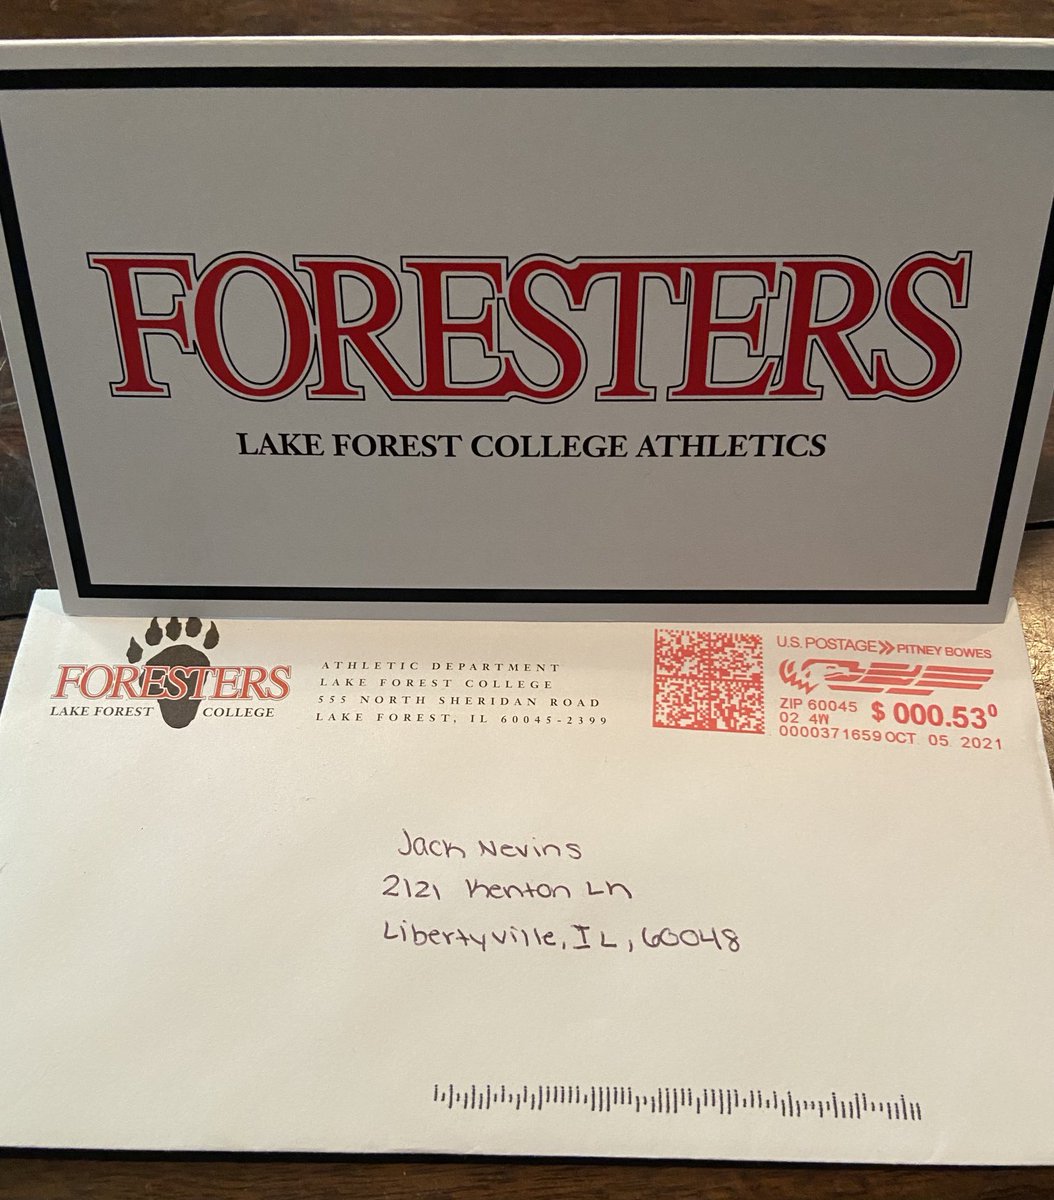 FORESTERS
LAKE FOREST COLLEGE ATHLETICS
FORESTERS
LAKE FOREST COLLEGE
ATHLETIC DEPARTMENT
LAKE FOREST COLLEGE
555 NORTH SHERIDAN ROAD
LAKE FOREST, IL 60045-2399
U.S. POSTAGE PITNEY BOWES
ZIP 60045 $ 000.53⁰
02 4W
0000371659 OCT. 05. 2021
Jack Nevins
2121 Kenton Ln
Libertyville, IL, 60048